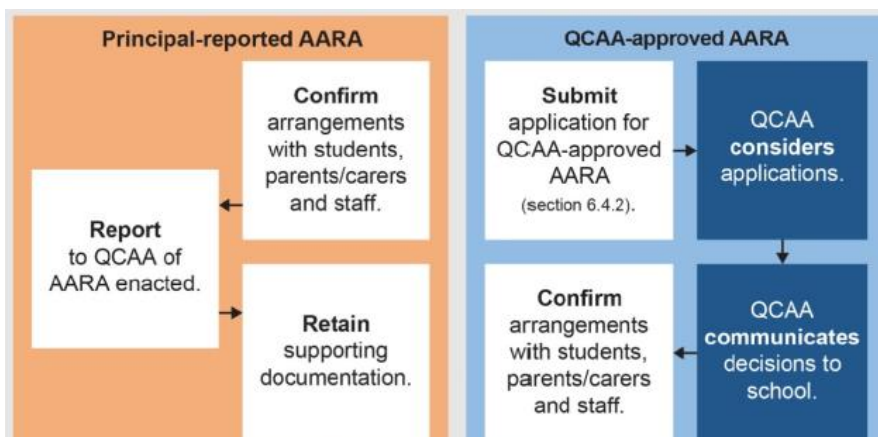 Principal-reported AARA
Confirm
arrangements
with students,
parents/carers
and staff.
Report
to QCAA of
AARA enacted.
Retain
supporting
documentation.
QCAA-approved AARA
Submit
application for
QCAA-approved
AARA
(section 6.4.2).
QCAA
considers
applications.
QCAA
communicates
decisions to
school.
Confirm
arrangements
with students,
parents/carers
and staff.